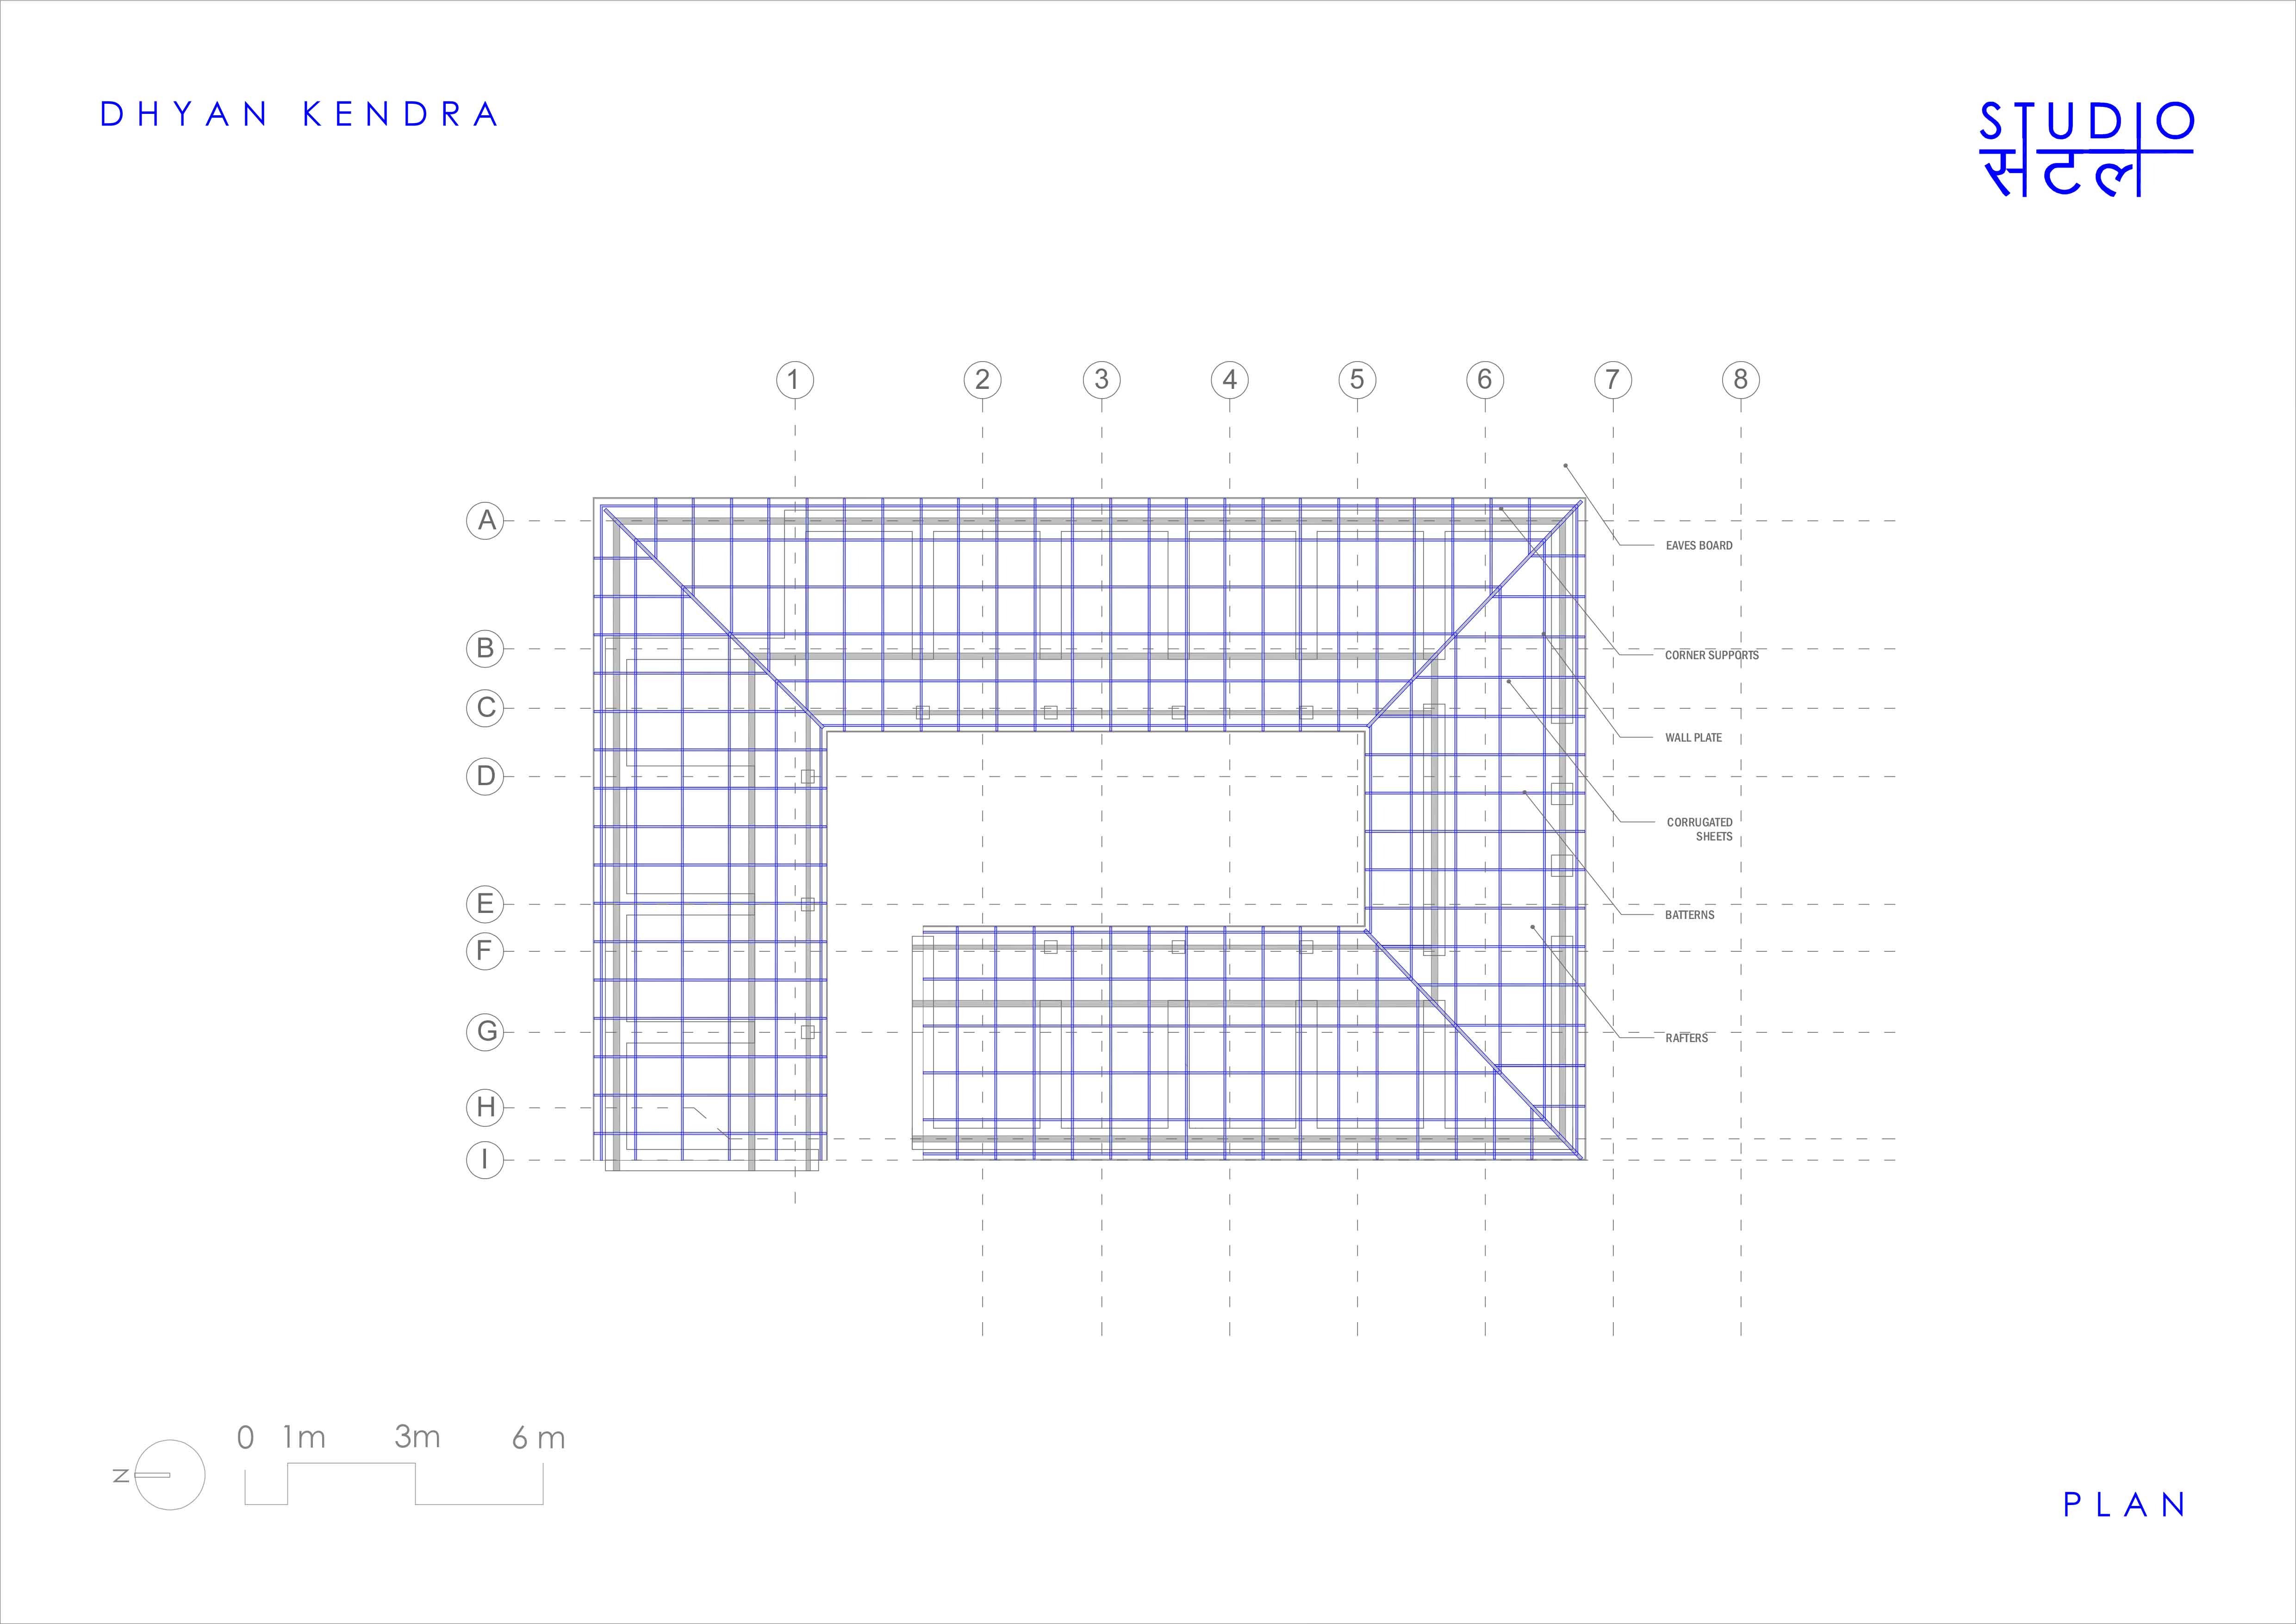 DHYAN KENDRA
STUDIO
सटल
1 2 3 4 5 6 7 8
A
EAVES BOARD
B
CORNER SUPPORTS
C
WALL PLATE
D
CORRUGATED
SHEETS
E
BATTERNS
F
G
RAFTERS
H
I
0 1m 3m 6 m
N
PLAN